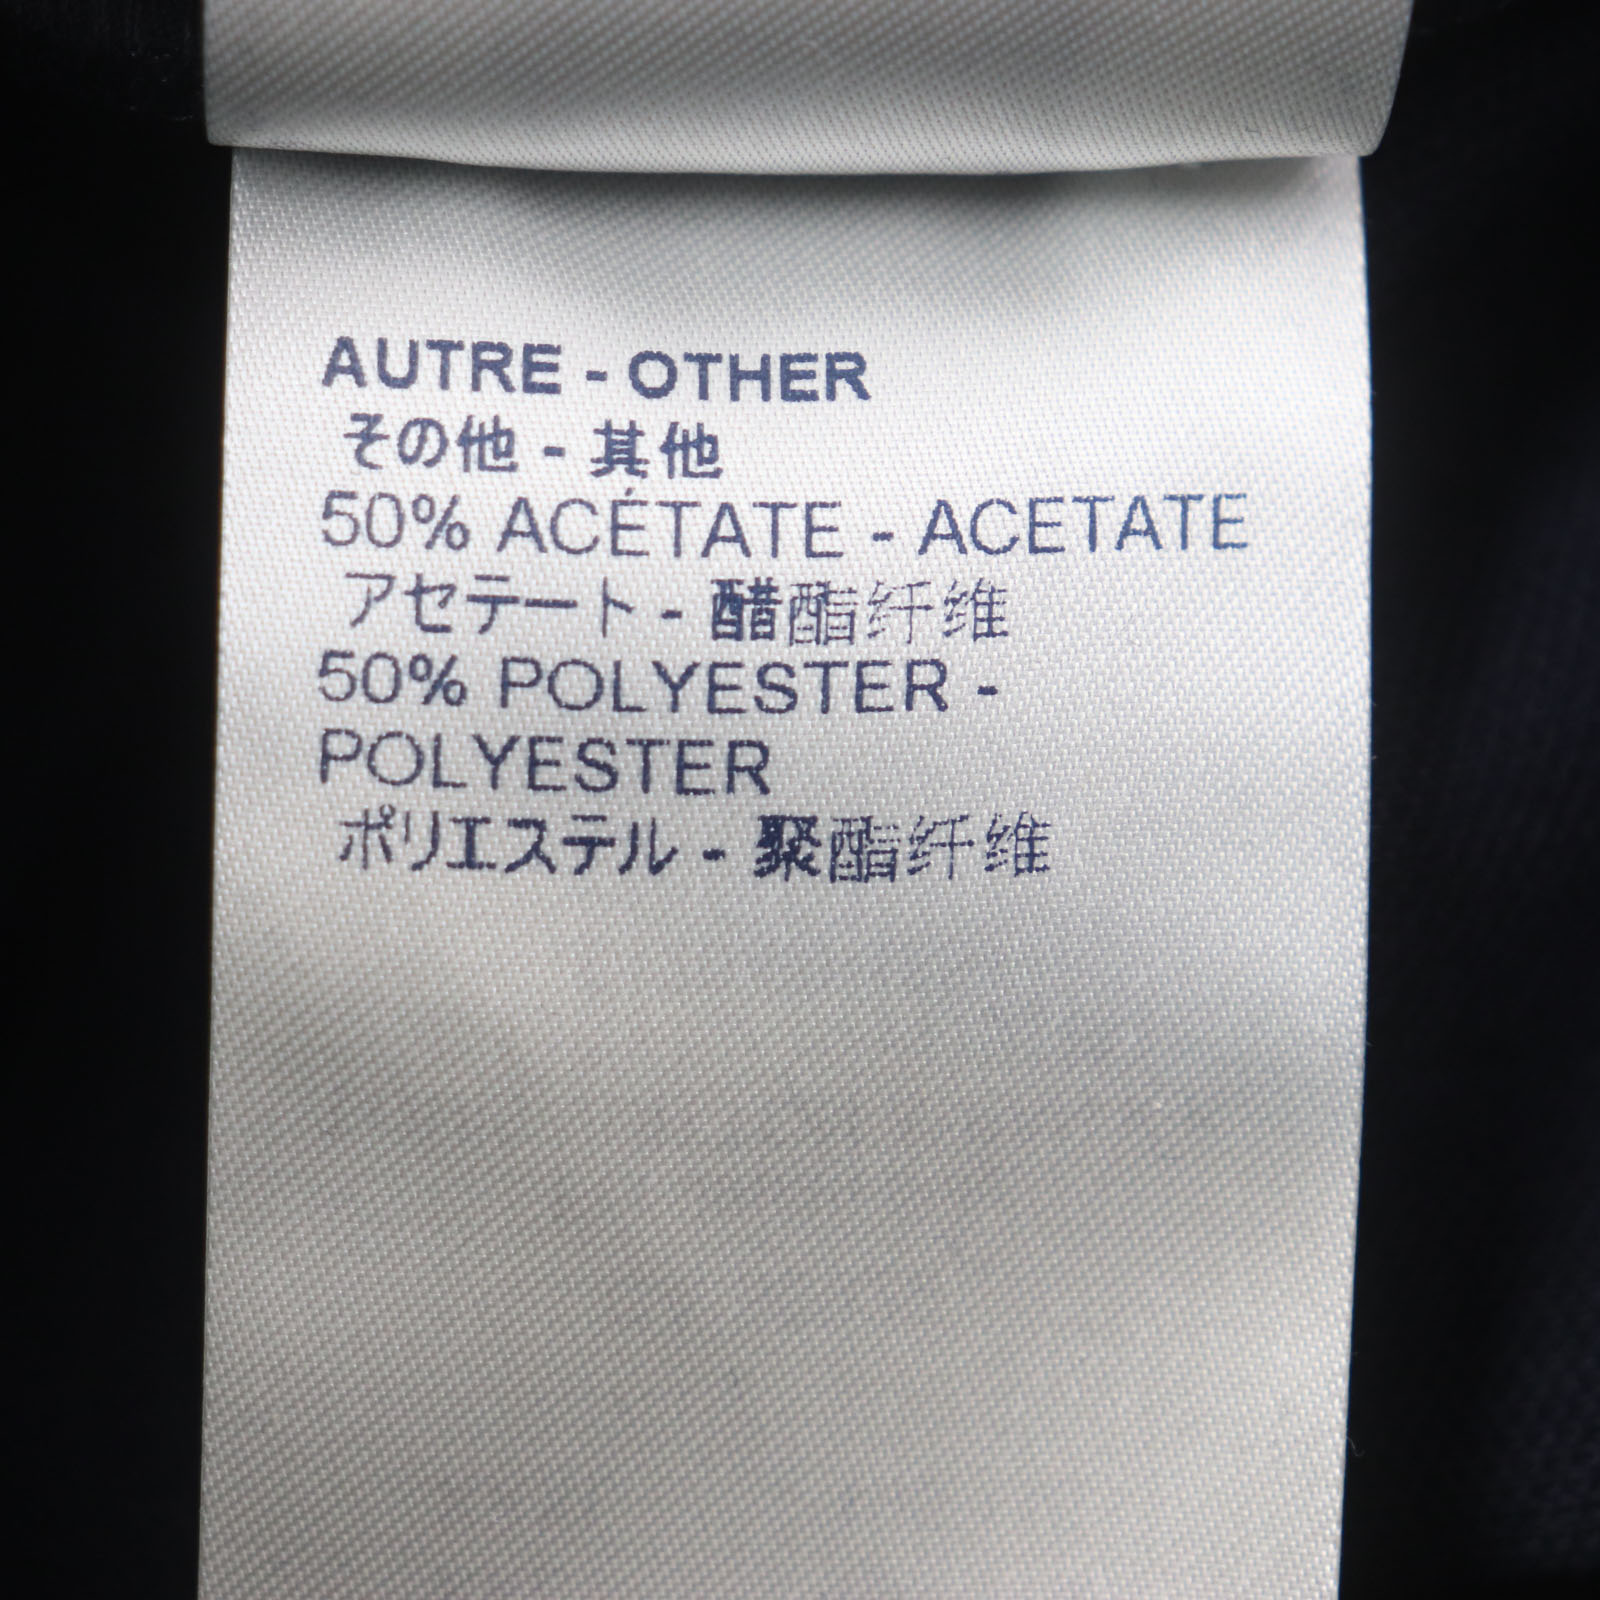 AUTRE - OTHER
その他 - 其他
50% ACÉTATE - ACETATE
アセテート - 醋酯纤维
50% POLYESTER -
POLYESTER
ポリエステル - 聚酯纤维